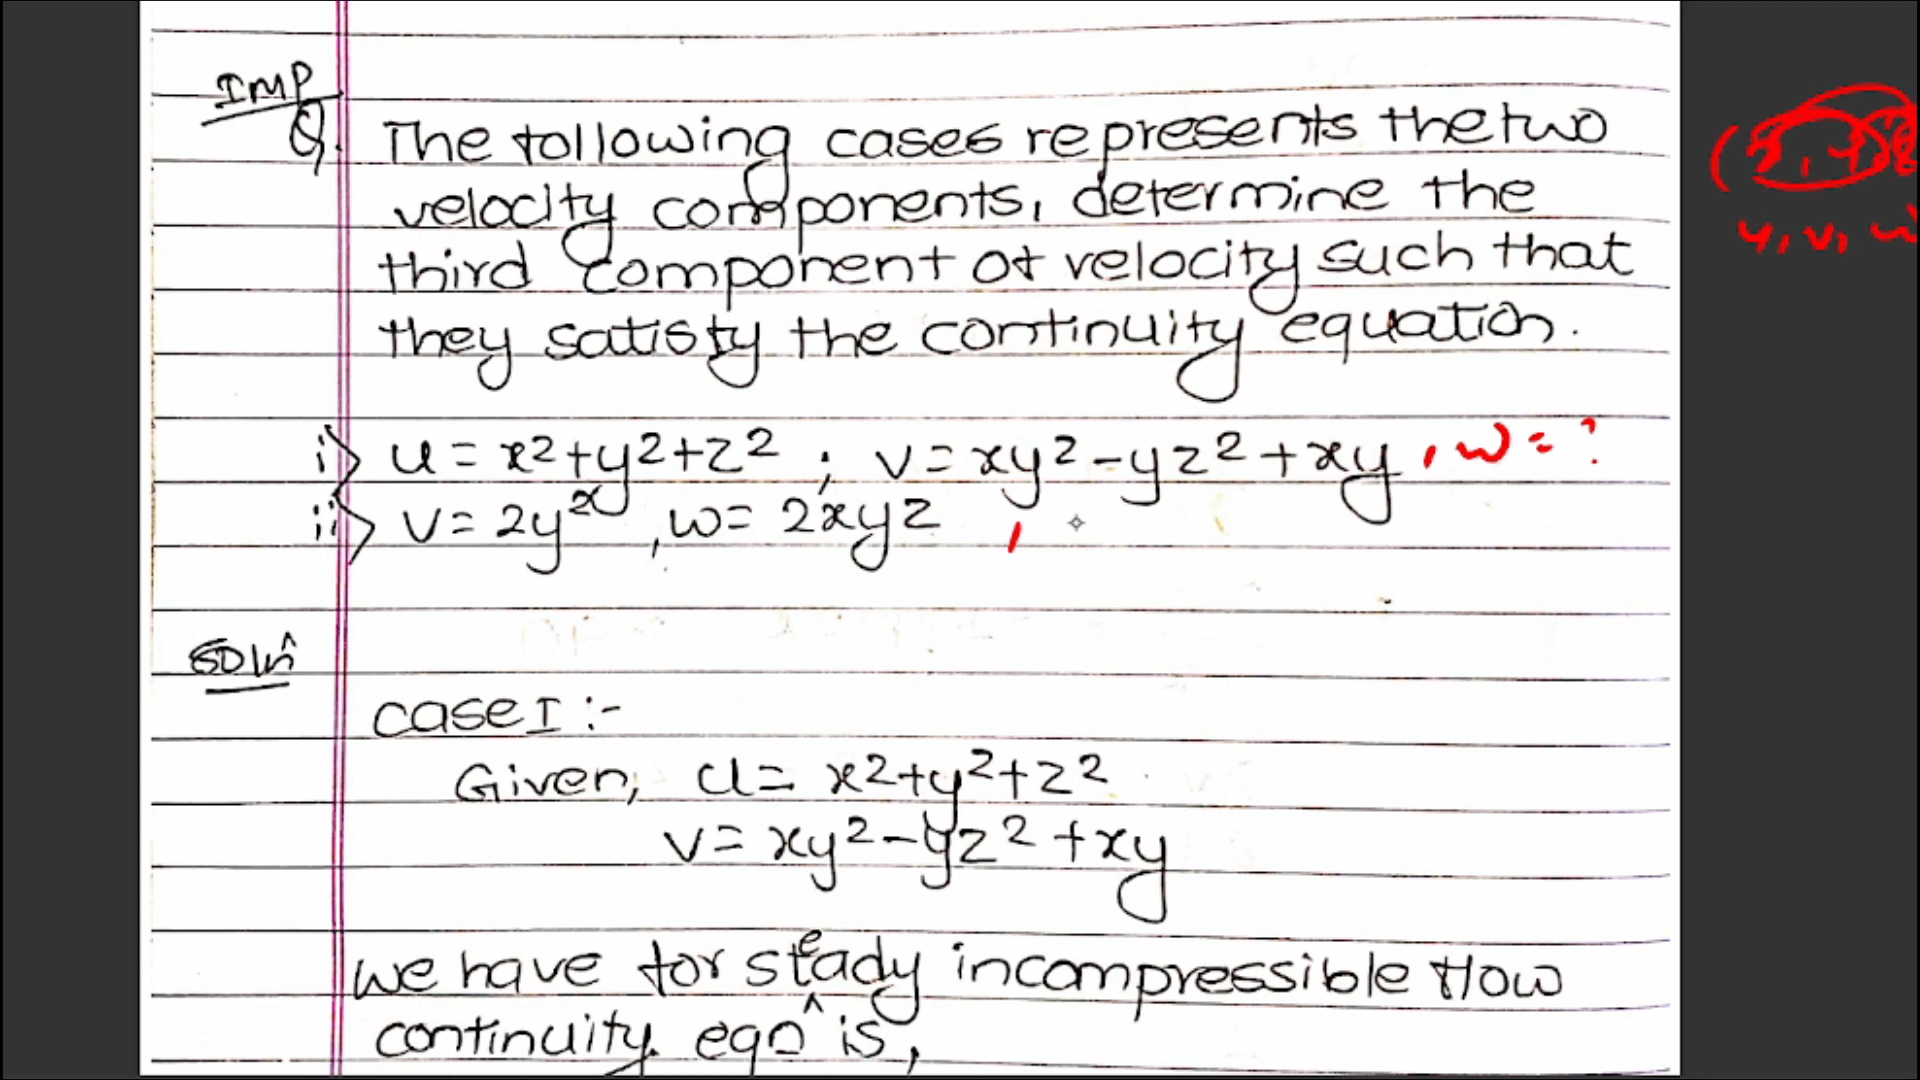 IMP
Q. The following cases represents the two
velocity components, determine the
third component of velocity such that
they satisfy the continuity equation.
i) u = x²+y²+z² ; v = xy² - yz² + xy , w = ?
ii) v = 2y² , w = 2xyz ,
u, v, w
Solnˆ
case I :-
Given, u = x²+y²+z²
v = xy² - yz² + xy
we have for steady incompressible flow
continuity eqnˆ is,